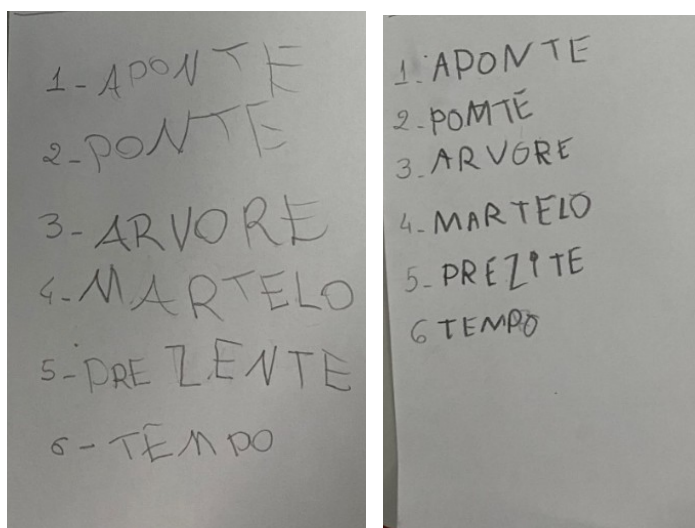 1-APONTE
2-PONTE
3-ARVORE
4-MARTELO
5-PREZENTE
6-TEMPO
1. APONTE
2-POMTE
3-ARVORE
4-MARTELO
5-PREZITE
6 TEMPO